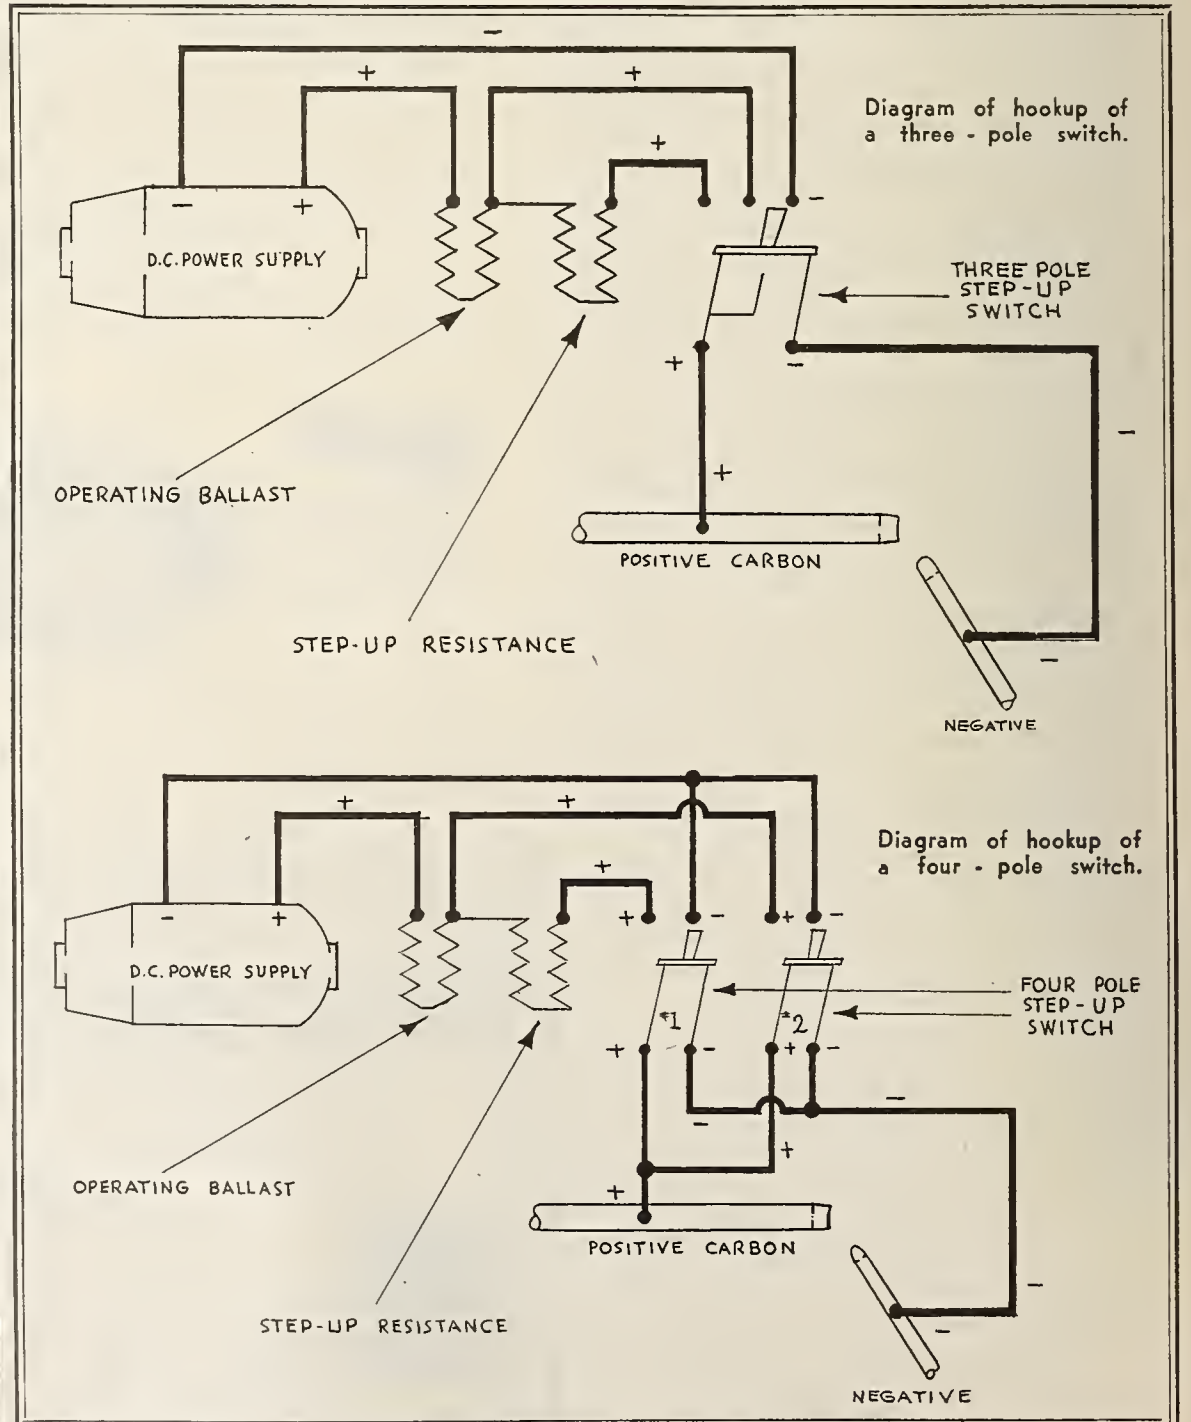 −
+
+
Diagram of hookup of
a three - pole switch.
+
− +
−
D.C. POWER SUPPLY
THREE POLE
STEP-UP
SWITCH
+ −
−
+
OPERATING BALLAST
POSITIVE CARBON
STEP-UP RESISTANCE
−
NEGATIVE
+
+
Diagram of hookup of
a four - pole switch.
+
− +
+ − + −
D.C. POWER SUPPLY
FOUR POLE
STEP-UP
SWITCH
#1 #2
+ − + −
−
−
+
OPERATING BALLAST
+
POSITIVE CARBON
−
STEP-UP RESISTANCE
−
NEGATIVE